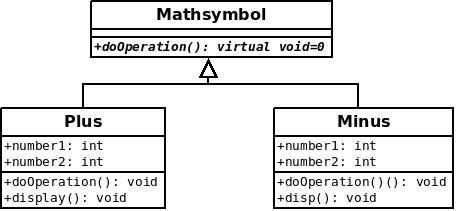 Mathsymbol
+doOperation(): virtual void=0
Plus
+number1: int
+number2: int
+doOperation(): void
+display(): void
Minus
+number1: int
+number2: int
+doOperation()(): void
+disp(): void